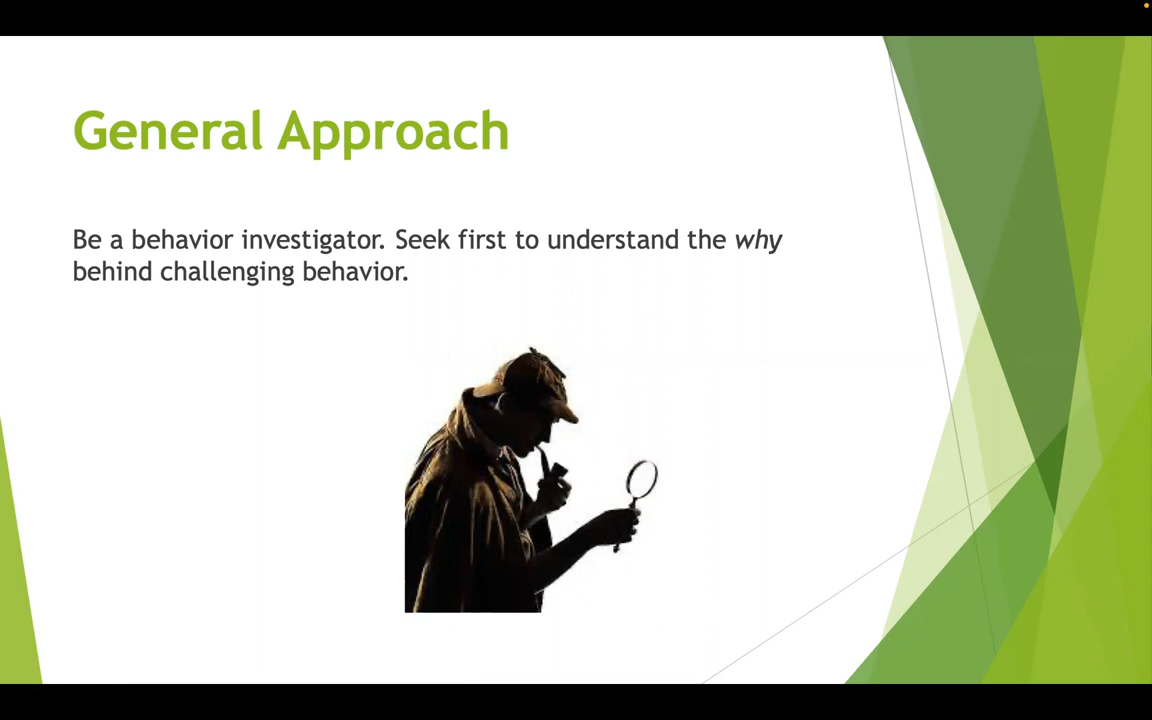 General Approach
Be a behavior investigator. Seek first to understand the why
behind challenging behavior.